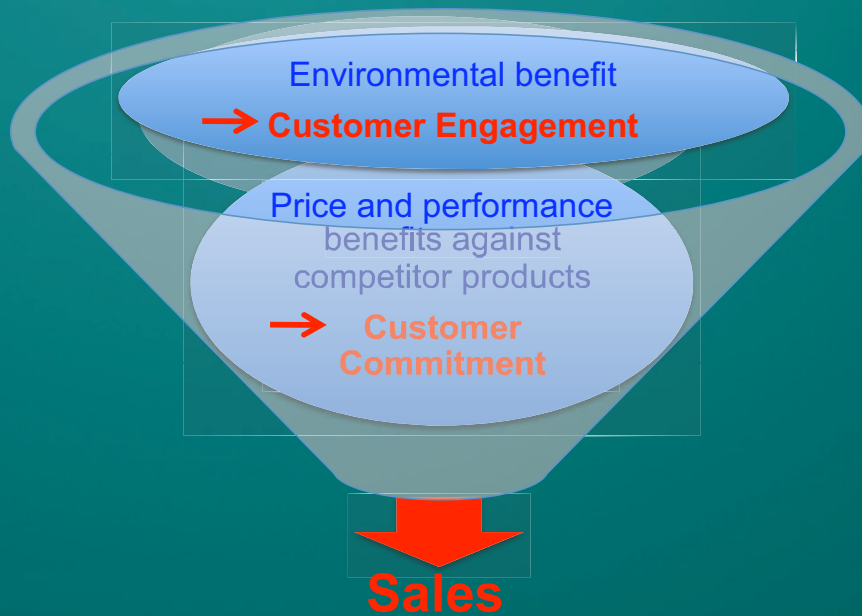 Environmental benefit
Customer Engagement
Price and performance
benefits against
competitor products
Customer
Commitment
Sales